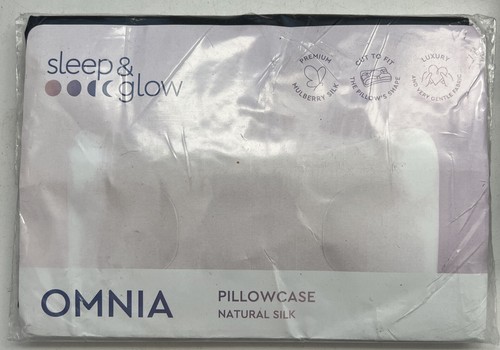 sleep &
glow
PREMIUM
MULBERRY SILK
CUT TO FIT
THE PILLOW'S SHAPE
LUXURY
AND VERY GENTLE FABRIC
OMNIA
PILLOWCASE
NATURAL SILK